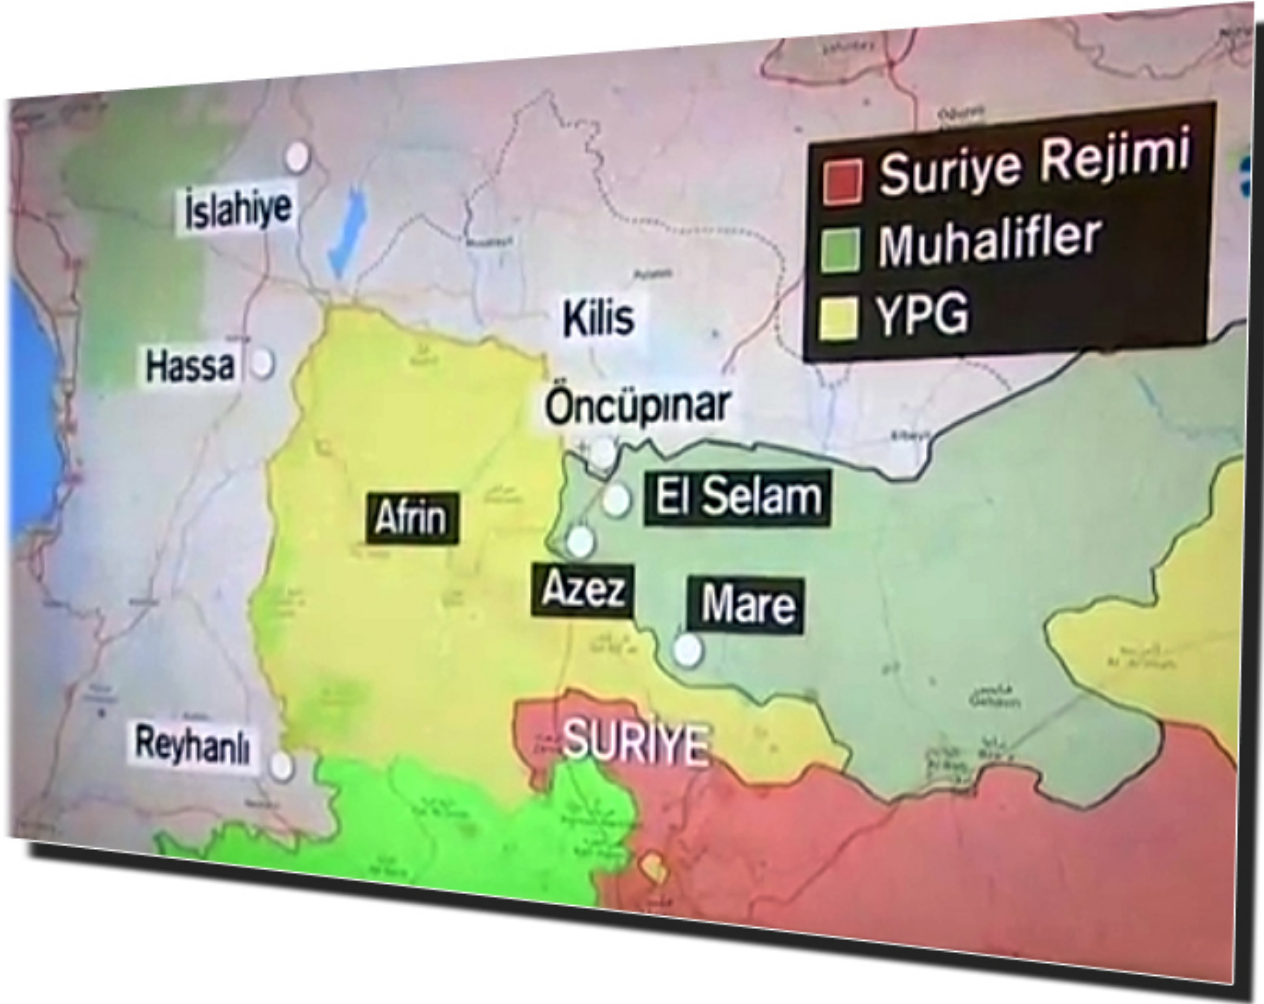 İslahiye
Suriye Rejimi
Muhalifler
YPG
Kilis
Hassa
Öncüpınar
El Selam
Afrin
Azez
Mare
SURİYE
Reyhanlı